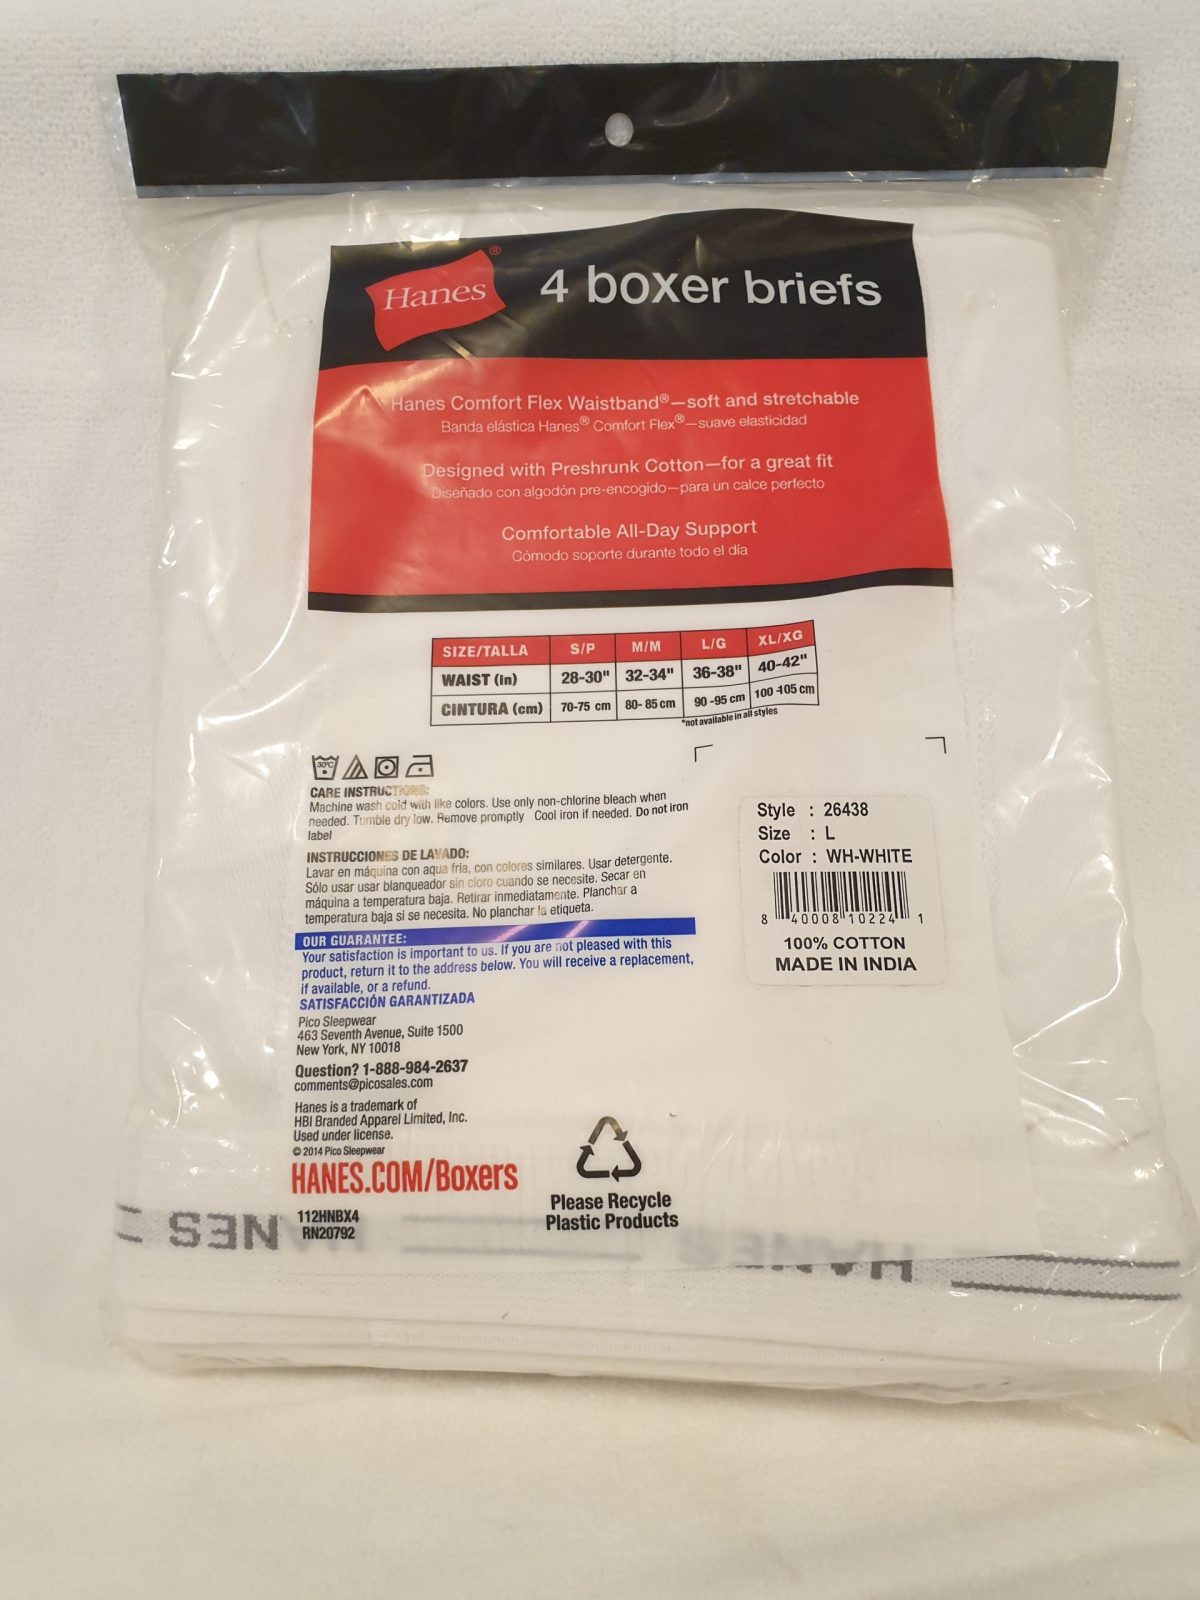 Hanes®
4 boxer briefs
Hanes Comfort Flex Waistband®—soft and stretchable
Banda elástica Hanes® Comfort Flex®—suave elasticidad
Designed with Preshrunk Cotton—for a great fit
Diseñado con algodón pre-encogido—para un calce perfecto
Comfortable All-Day Support
Cómodo soporte durante todo el día
SIZE/TALLA S/P M/M L/G XL/XG
WAIST (in) 28-30" 32-34" 36-38" 40-42"
CINTURA (cm) 70-75 cm 80-85 cm 90-95 cm 100-105 cm
*not available in all styles
30°C
CARE INSTRUCTIONS:
Machine wash cold with like colors. Use only non-chlorine bleach when
needed. Tumble dry low. Remove promptly Cool iron if needed. Do not iron
label
INSTRUCCIONES DE LAVADO:
Lavar en máquina con aqua fria, con colores similares. Usar detergente.
Sólo usar usar blanqueador sin cloro cuando se necesite. Secar en
máquina a temperatura baja. Retirar inmediatamente. Planchar a
temperatura baja si se necesita. No planchar la etiqueta.
OUR GUARANTEE:
Your satisfaction is important to us. If you are not pleased with this
product, return it to the address below. You will receive a replacement,
if available, or a refund.
SATISFACCIÓN GARANTIZADA
Pico Sleepwear
463 Seventh Avenue, Suite 1500
New York, NY 10018
Question? 1-888-984-2637
comments@picosales.com
Hanes is a trademark of
HBI Branded Apparel Limited, Inc.
Used under license.
© 2014 Pico Sleepwear
HANES.COM/Boxers
112HNBX4
RN20792
Please Recycle
Plastic Products
Style : 26438
Size : L
Color : WH-WHITE
8 40008 10224 1
100% COTTON
MADE IN INDIA
HANES HANES HANES